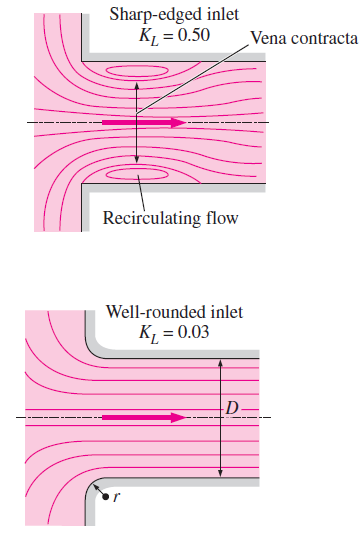 Sharp-edged inlet
K_L = 0.50
Vena contracta
Recirculating flow
Well-rounded inlet
K_L = 0.03
D
r